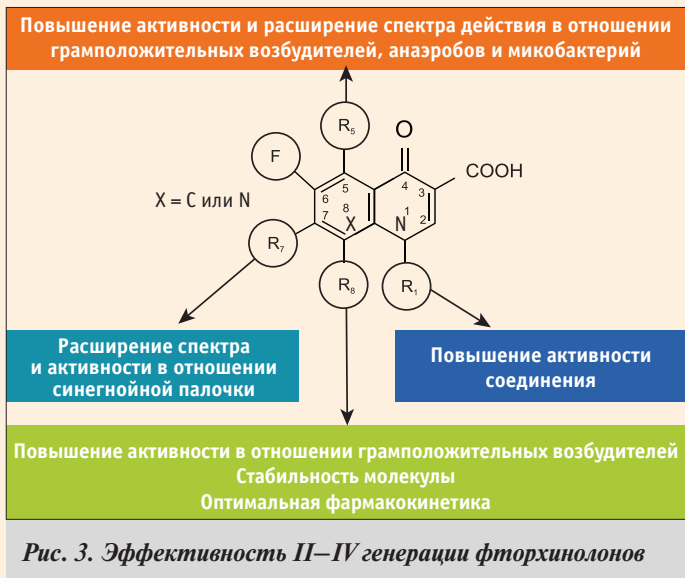 Повышение активности и расширение спектра действия в отношении
грамположительных возбудителей, анаэробов и микобактерий
R₅
O
F
COOH
5
4
3
X = C или N
6
8
1
7
X
N
2
R₇
R₈
R₁
Расширение спектра
и активности в отношении
синегнойной палочки
Повышение активности
соединения
Повышение активности в отношении грамположительных возбудителей
Стабильность молекулы
Оптимальная фармакокинетика
Рис. 3. Эффективность II–IV генерации фторхинолонов